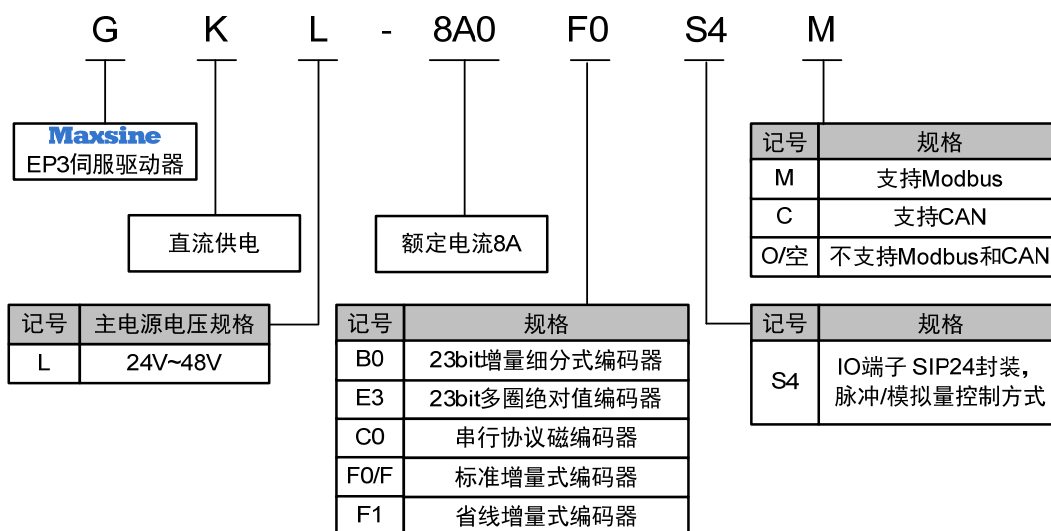 G K L - 8A0 F0 S4 M
Maxsine
EP3伺服驱动器
直流供电
额定电流8A
记号 规格
M 支持Modbus
C 支持CAN
O/空 不支持Modbus和CAN
记号 主电源电压规格
L 24V~48V
记号 规格
B0 23bit增量细分式编码器
E3 23bit多圈绝对值编码器
C0 串行协议磁编码器
F0/F 标准增量式编码器
F1 省线增量式编码器
记号 规格
S4 IO端子 SIP24封装，
脉冲/模拟量控制方式